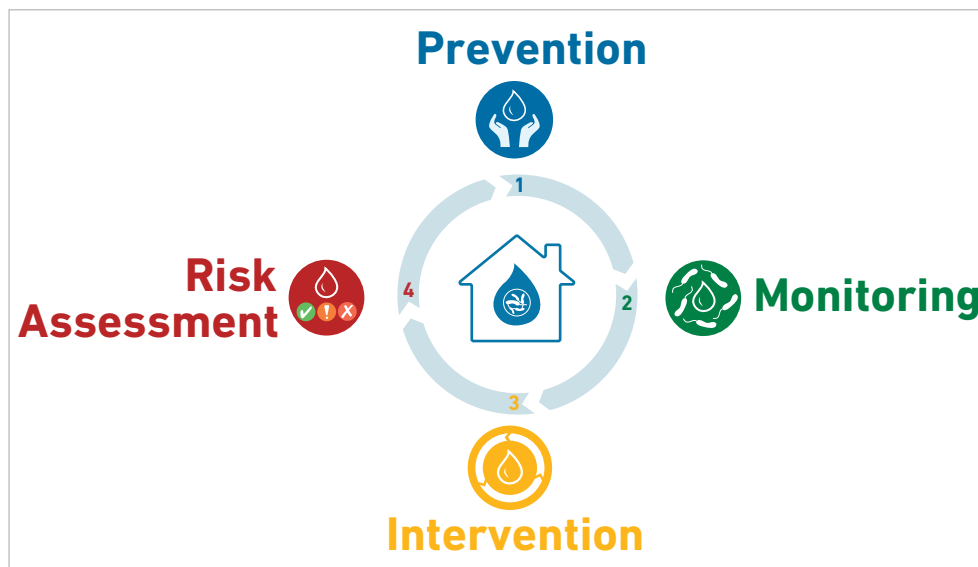 Prevention
1
Risk
Assessment
4
2
Monitoring
3
Intervention